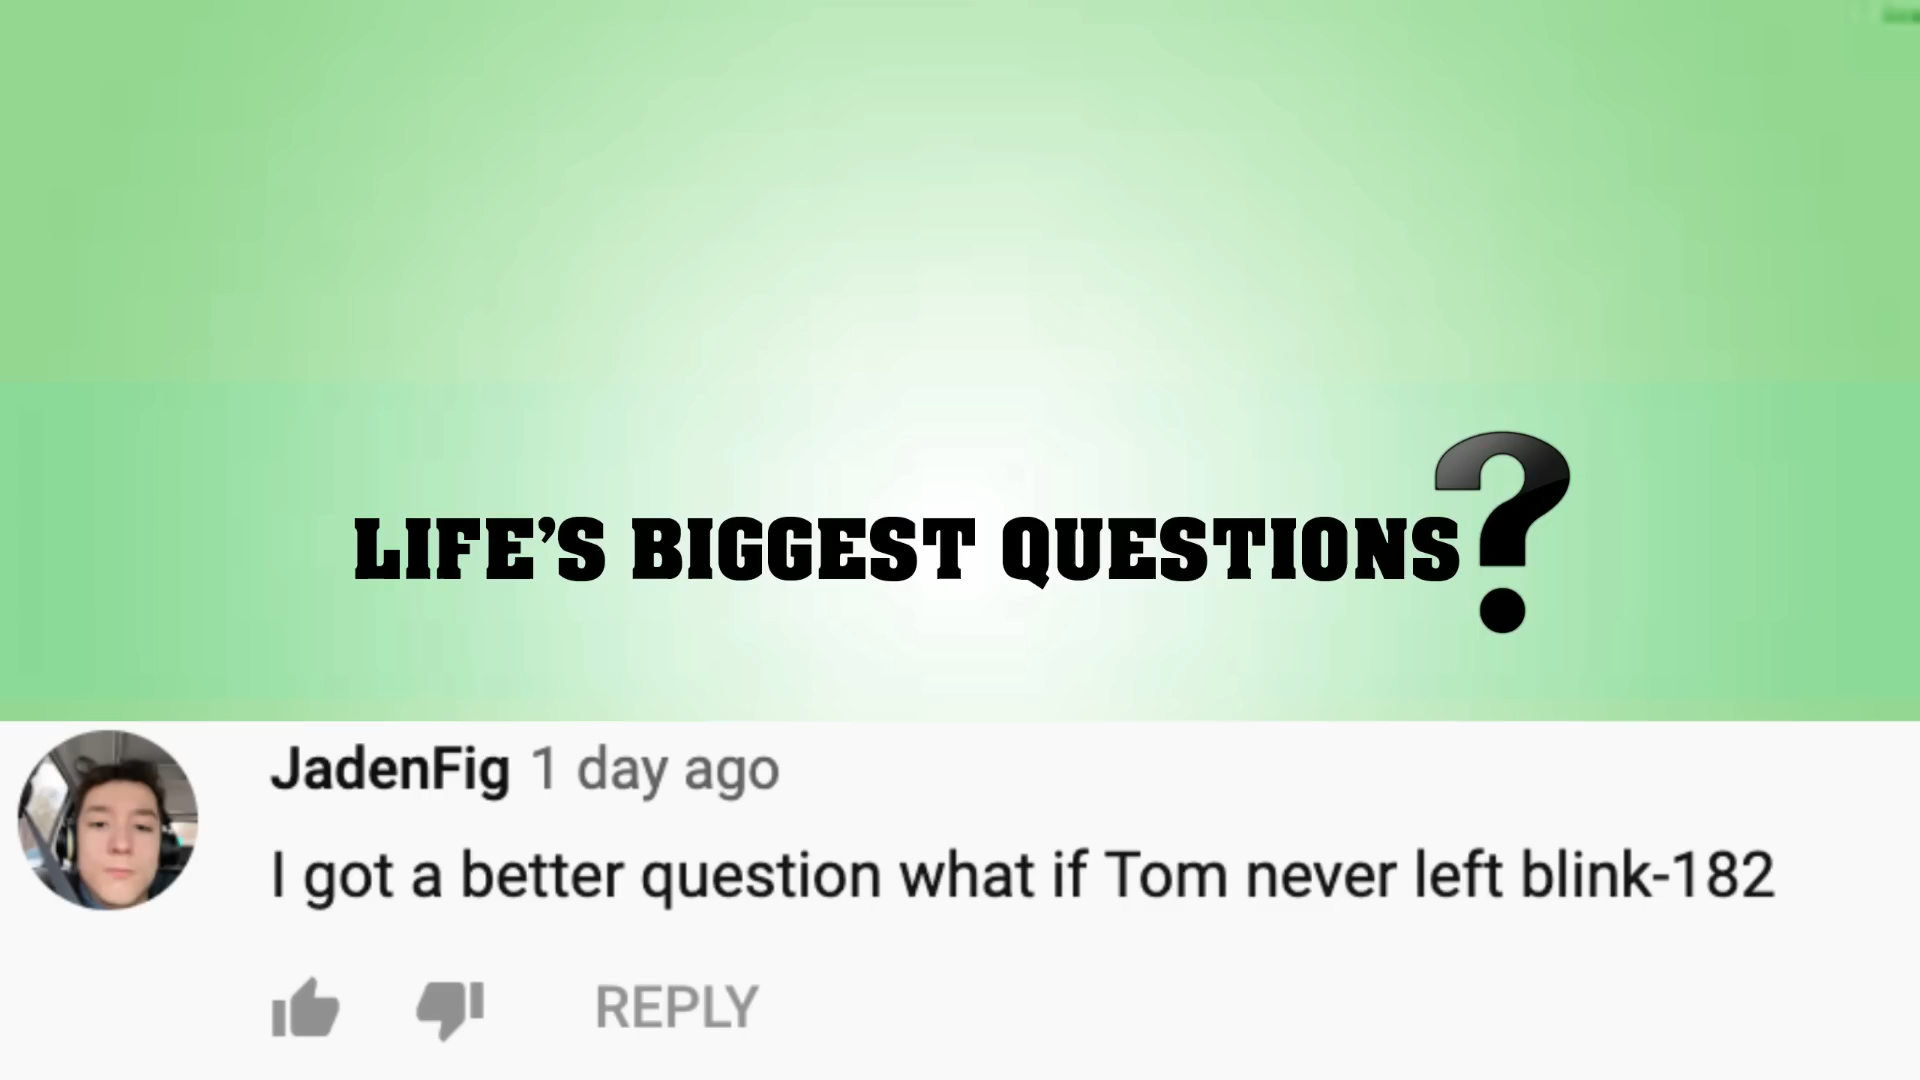 LIFE’S BIGGEST QUESTIONS?
JadenFig 1 day ago
I got a better question what if Tom never left blink-182
REPLY